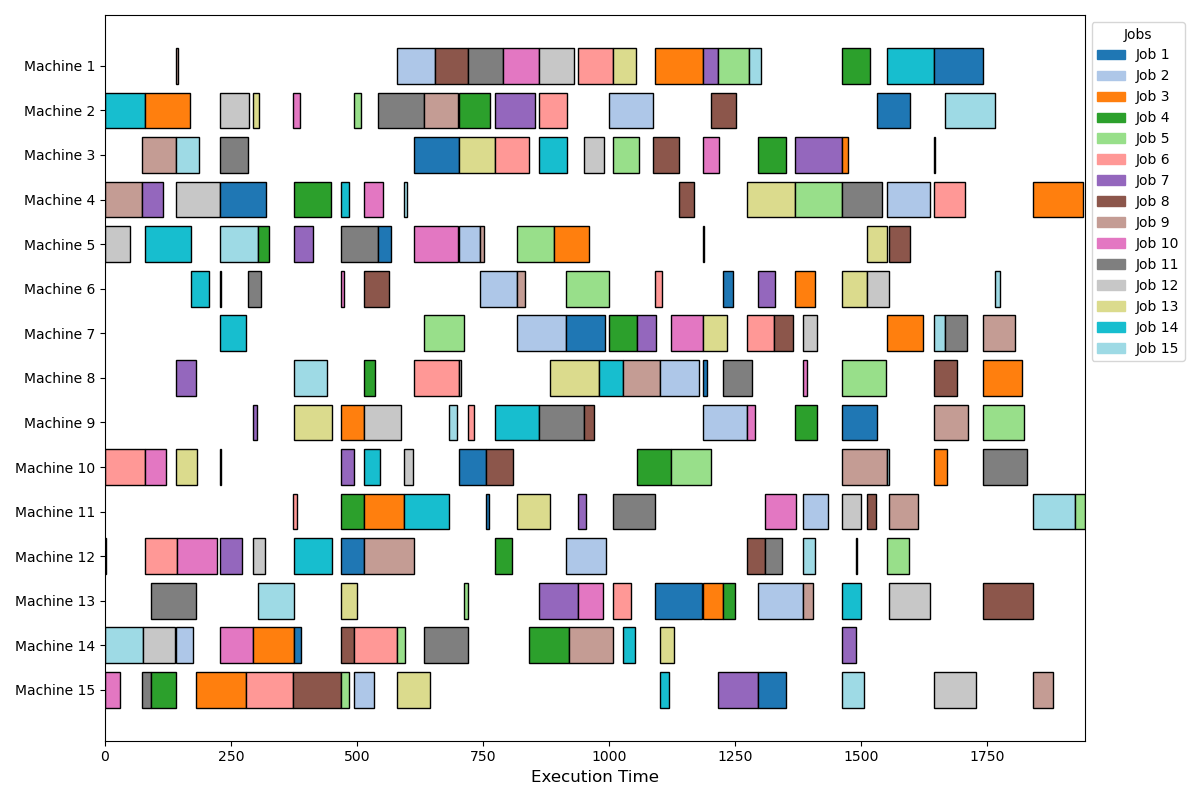 Machine 1
Machine 2
Machine 3
Machine 4
Machine 5
Machine 6
Machine 7
Machine 8
Machine 9
Machine 10
Machine 11
Machine 12
Machine 13
Machine 14
Machine 15
0 250 500 750 1000 1250 1500 1750
Execution Time
Jobs
Job 1
Job 2
Job 3
Job 4
Job 5
Job 6
Job 7
Job 8
Job 9
Job 10
Job 11
Job 12
Job 13
Job 14
Job 15